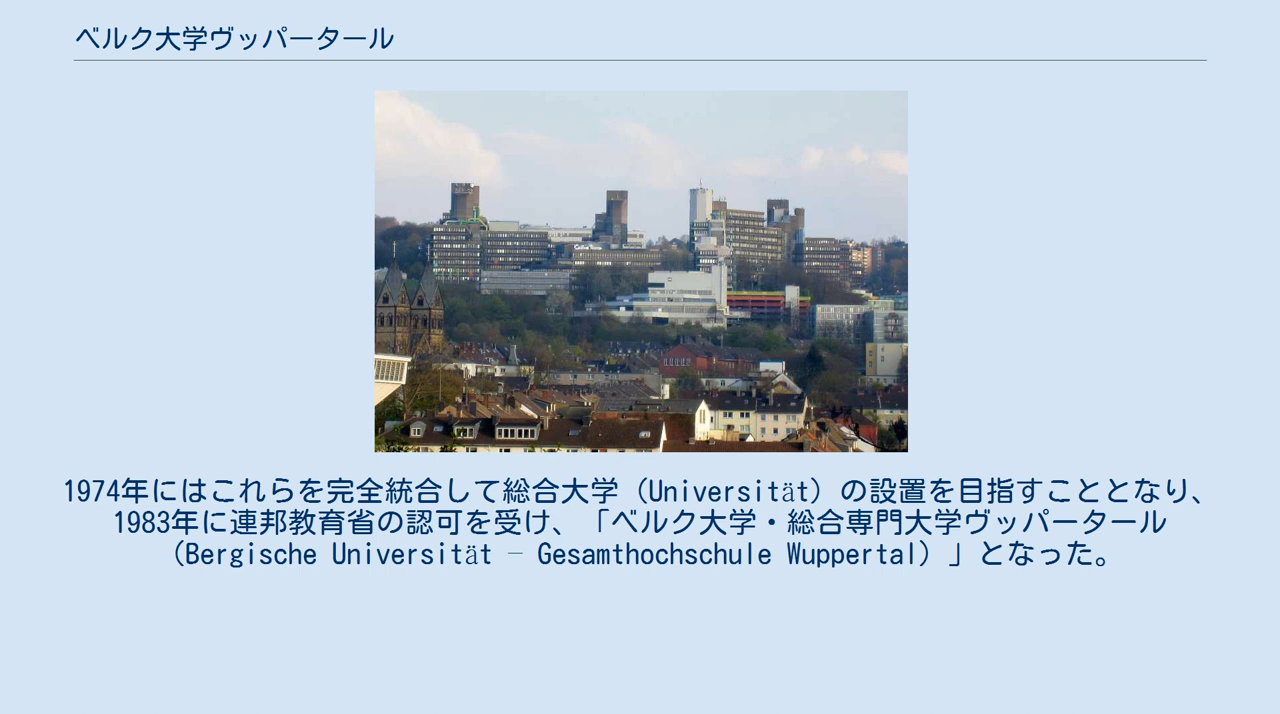 ベルク大学ヴッパータール
1974年にはこれらを完全統合して総合大学（Universität）の設置を目指すこととなり、
1983年に連邦教育省の認可を受け、「ベルク大学・総合専門大学ヴッパータール
（Bergische Universität – Gesamthochschule Wuppertal）」となった。